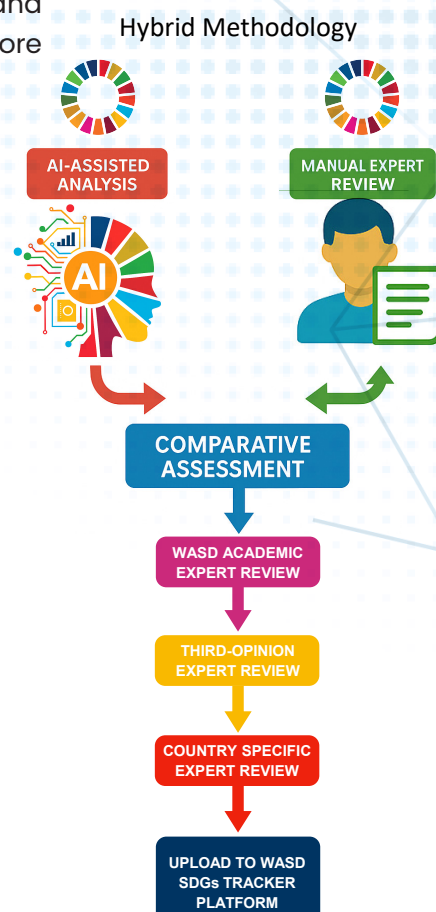 and
ore
Hybrid Methodology
AI-ASSISTED
ANALYSIS
MANUAL EXPERT
REVIEW
AI
COMPARATIVE
ASSESSMENT
WASD ACADEMIC
EXPERT REVIEW
THIRD-OPINION
EXPERT REVIEW
COUNTRY SPECIFIC
EXPERT REVIEW
UPLOAD TO WASD
SDGs TRACKER
PLATFORM